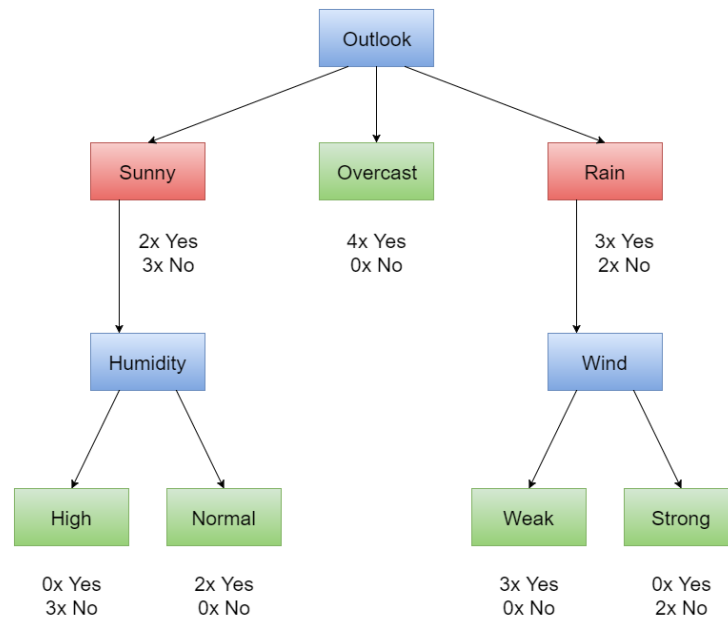 Outlook
Sunny
Overcast
Rain
2x Yes
3x No
4x Yes
0x No
3x Yes
2x No
Humidity
Wind
High
Normal
Weak
Strong
0x Yes
3x No
2x Yes
0x No
3x Yes
0x No
0x Yes
2x No